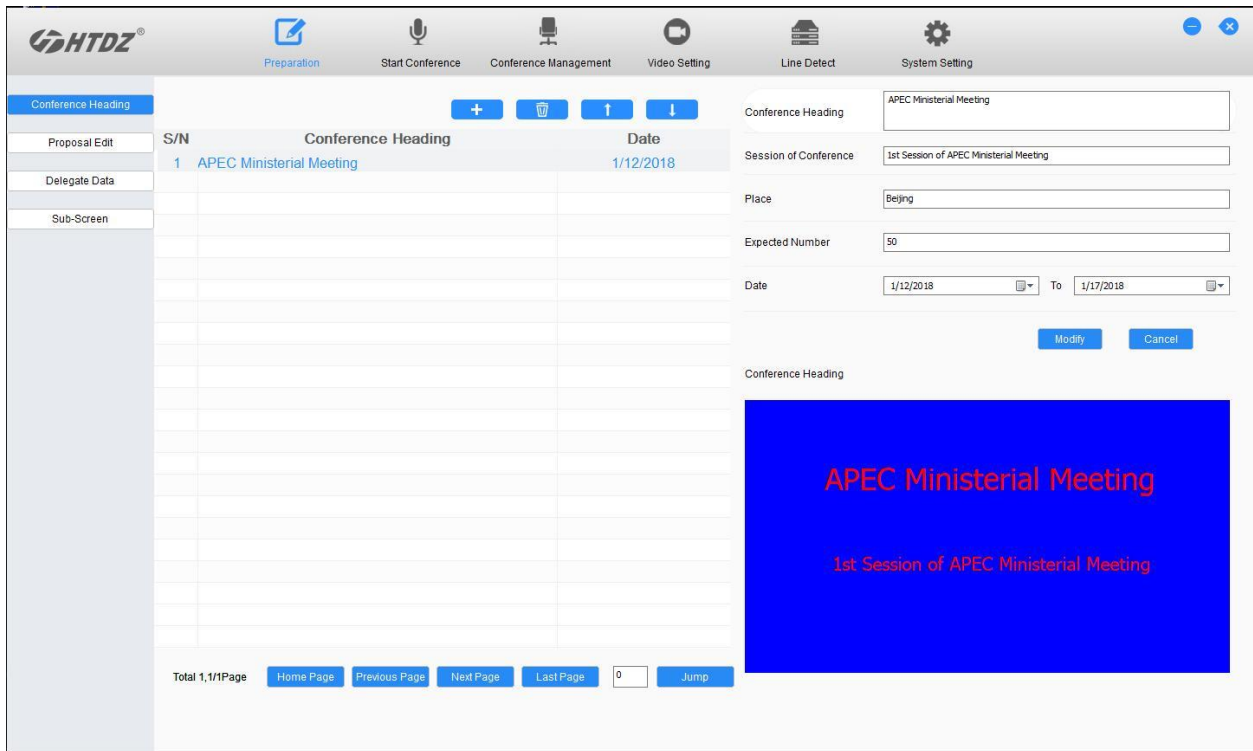 HTDZ®
Preparation
Start Conference
Conference Management
Video Setting
Line Detect
System Setting
Conference Heading
Proposal Edit
Delegate Data
Sub-Screen
S/N Conference Heading Date
1 APEC Ministerial Meeting 1/12/2018
Total 1,1/1Page Home Page Previous Page Next Page Last Page 0 Jump
Conference Heading APEC Ministerial Meeting
Session of Conference 1st Session of APEC Ministerial Meeting
Place Beijing
Expected Number 50
Date 1/12/2018 To 1/17/2018
Modify Cancel
Conference Heading
APEC Ministerial Meeting
1st Session of APEC Ministerial Meeting